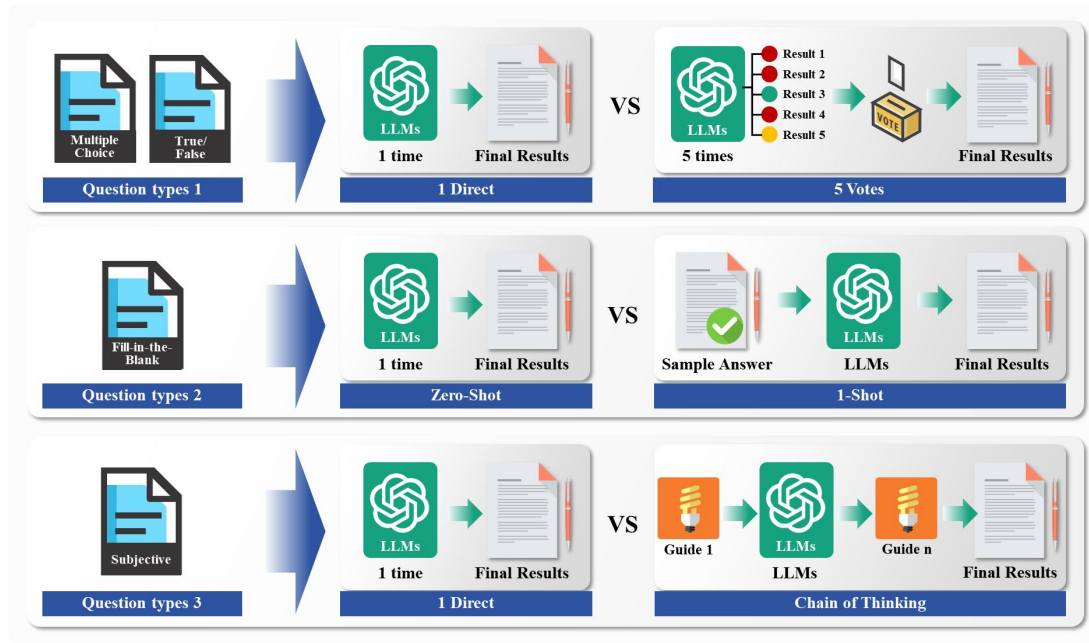 Multiple
Choice
True/
False
Question types 1
LLMs
1 time
Final Results
1 Direct
VS
LLMs
5 times
Result 1
Result 2
Result 3
Result 4
Result 5
VOTE
Final Results
5 Votes
Fill-in-the-
Blank
Question types 2
LLMs
1 time
Final Results
Zero-Shot
VS
Sample Answer
LLMs
LLMs
Final Results
1-Shot
Subjective
Question types 3
LLMs
1 time
Final Results
1 Direct
VS
Guide 1
LLMs
LLMs
Guide n
Final Results
Chain of Thinking